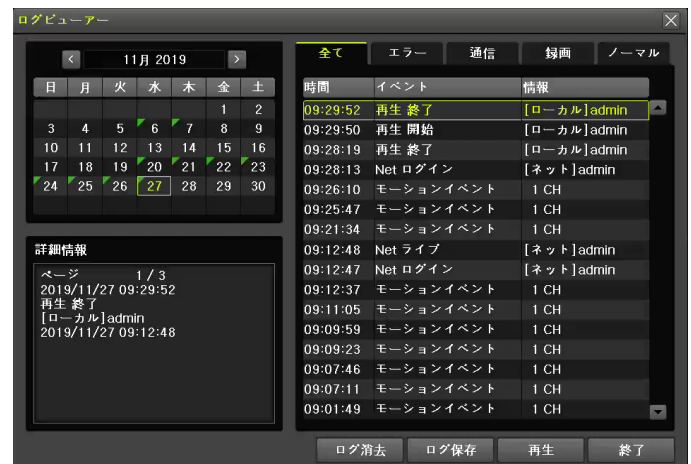 ログビューアー
11月 2019
日 月 火 水 木 金 土
1 2
3 4 5 6 7 8 9
10 11 12 13 14 15 16
17 18 19 20 21 22 23
24 25 26 27 28 29 30
詳細情報
ページ 1 / 3
2019/11/27 09:29:52
再生 終了
[ローカル]admin
2019/11/27 09:12:48
全て エラー 通信 録画 ノーマル
時間 イベント 情報
09:29:52 再生 終了 [ローカル]admin
09:29:50 再生 開始 [ローカル]admin
09:28:19 再生 終了 [ローカル]admin
09:28:13 Net ログイン [ネット]admin
09:26:10 モーションイベント 1 CH
09:25:47 モーションイベント 1 CH
09:21:34 モーションイベント 1 CH
09:12:48 Net ライブ [ネット]admin
09:12:47 Net ログイン [ネット]admin
09:12:37 モーションイベント 1 CH
09:11:05 モーションイベント 1 CH
09:09:59 モーションイベント 1 CH
09:09:23 モーションイベント 1 CH
09:07:46 モーションイベント 1 CH
09:07:11 モーションイベント 1 CH
09:01:49 モーションイベント 1 CH
ログ消去 ログ保存 再生 終了